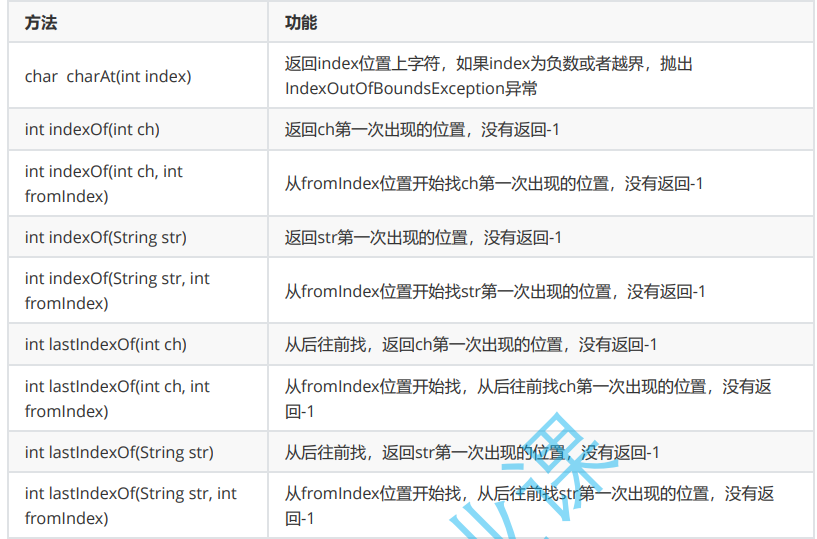 方法 功能
char  charAt(int index)
返回index位置上字符，如果index为负数或者越界，抛出
IndexOutOfBoundsException异常
int indexOf(int ch) 返回ch第一次出现的位置，没有返回-1
int indexOf(int ch, int
fromIndex)
从fromIndex位置开始找ch第一次出现的位置，没有返回-1
int indexOf(String str) 返回str第一次出现的位置，没有返回-1
int indexOf(String str, int
fromIndex)
从fromIndex位置开始找str第一次出现的位置，没有返回-1
int lastIndexOf(int ch) 从后往前找，返回ch第一次出现的位置，没有返回-1
int lastIndexOf(int ch, int
fromIndex)
从fromIndex位置开始找，从后往前找ch第一次出现的位置，没有返
回-1
int lastIndexOf(String str) 从后往前找，返回str第一次出现的位置，没有返回-1
int lastIndexOf(String str, int
fromIndex)
从fromIndex位置开始找，从后往前找str第一次出现的位置，没有返
回-1
课